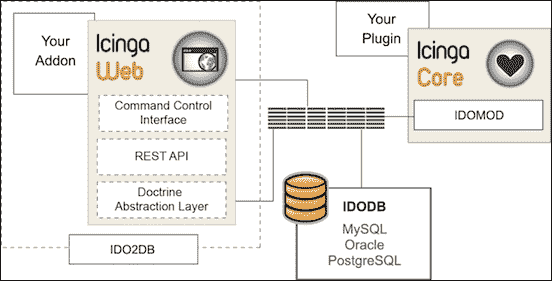 Your
Addon
Icinga
Web
Command Control
Interface
REST API
Doctrine
Abstraction Layer
IDO2DB
Your
Plugin
Icinga
Core
IDOMOD
IDODB
MySQL
Oracle
PostgreSQL